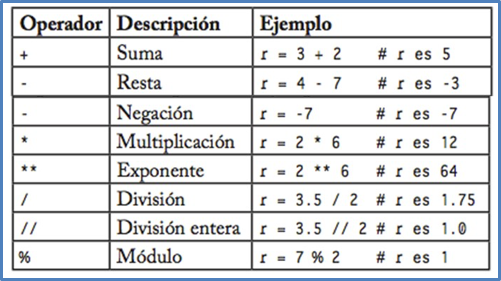 Operador Descripción Ejemplo
+ Suma r = 3 + 2 # r es 5
- Resta r = 4 - 7 # r es -3
- Negación r = -7 # r es -7
* Multiplicación r = 2 * 6 # r es 12
** Exponente r = 2 ** 6 # r es 64
/ División r = 3.5 / 2 # r es 1.75
// División entera r = 3.5 // 2 # r es 1.0
% Módulo r = 7 % 2 # r es 1